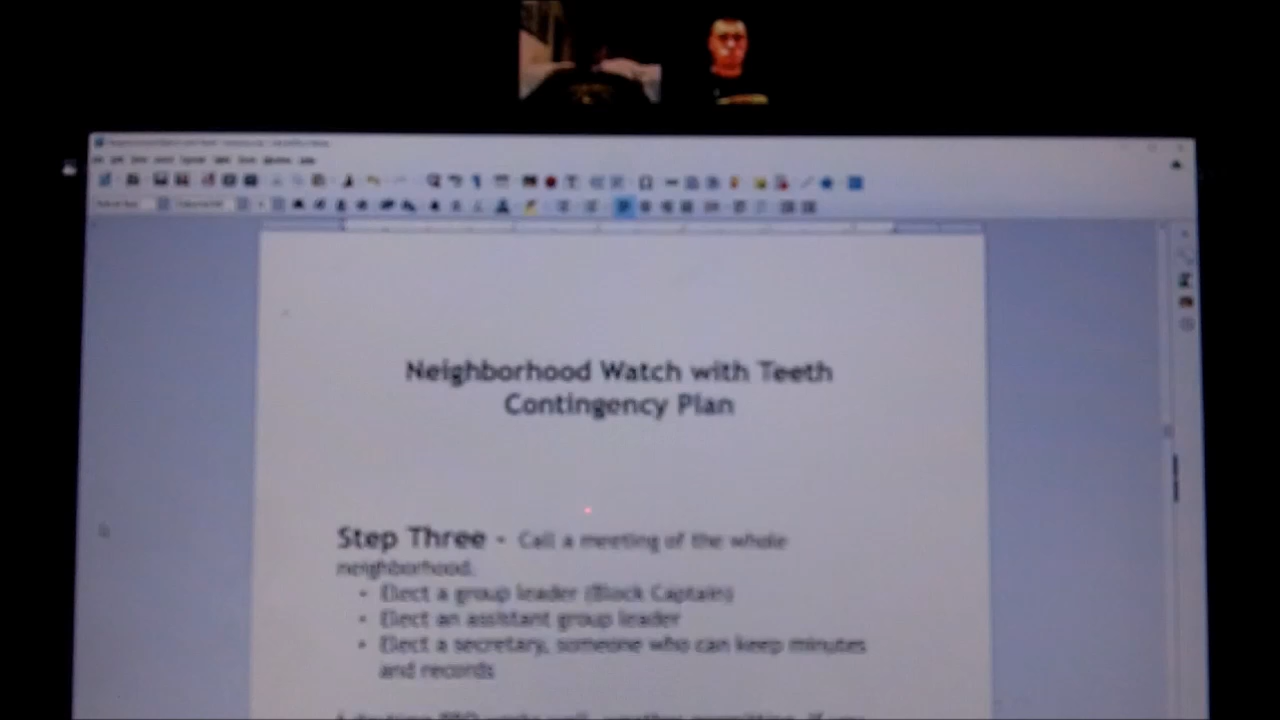 Neighborhood Watch with Teeth
Contingency Plan
Step Three - Call a meeting of the whole
neighborhood.
• Elect a group leader (Block Captain)
• Elect an assistant group leader
• Elect a secretary, someone who can keep minutes
and records